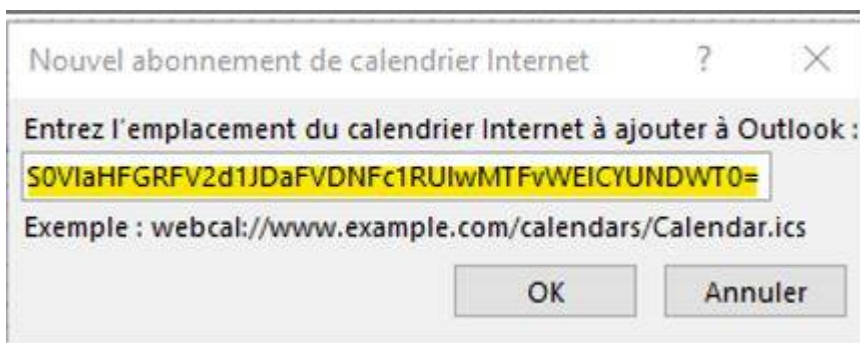 Nouvel abonnement de calendrier Internet ? ×
Entrez l'emplacement du calendrier Internet à ajouter à Outlook :
S0VIaHFGRFV2d1JDaFVDNFc1RUIwMTFvWEICYUNDWT0=
Exemple : webcal://www.example.com/calendars/Calendar.ics
OK Annuler